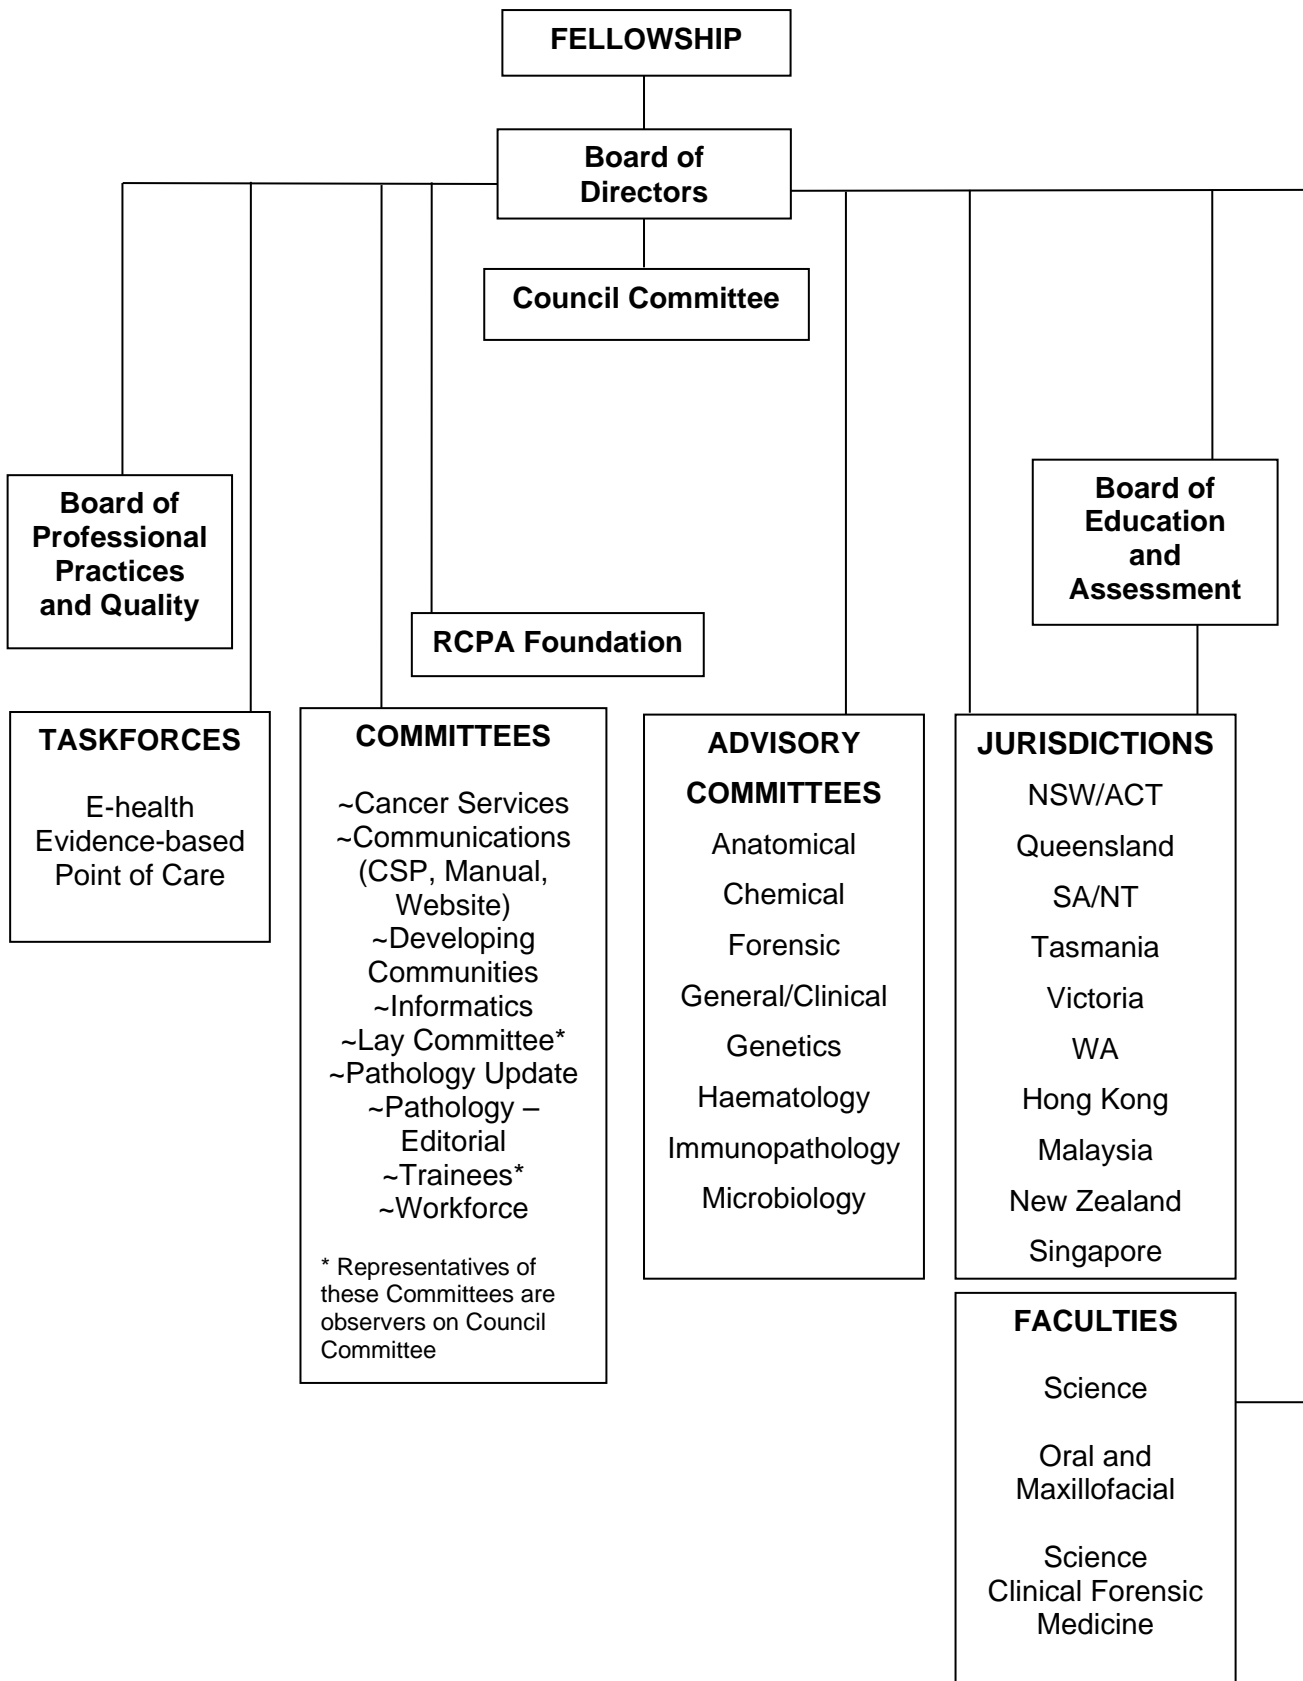 FELLOWSHIP
Board of
Directors
Council Committee
Board of
Professional
Practices
and Quality
Board of
Education
and
Assessment
RCPA Foundation
TASKFORCES
E-health
Evidence-based
Point of Care
COMMITTEES
~Cancer Services
~Communications
(CSP, Manual,
Website)
~Developing
Communities
~Informatics
~Lay Committee*
~Pathology Update
~Pathology –
Editorial
~Trainees*
~Workforce
* Representatives of
these Committees are
observers on Council
Committee
ADVISORY
COMMITTEES
Anatomical
Chemical
Forensic
General/Clinical
Genetics
Haematology
Immunopathology
Microbiology
JURISDICTIONS
NSW/ACT
Queensland
SA/NT
Tasmania
Victoria
WA
Hong Kong
Malaysia
New Zealand
Singapore
FACULTIES
Science
Oral and
Maxillofacial
Science
Clinical Forensic
Medicine